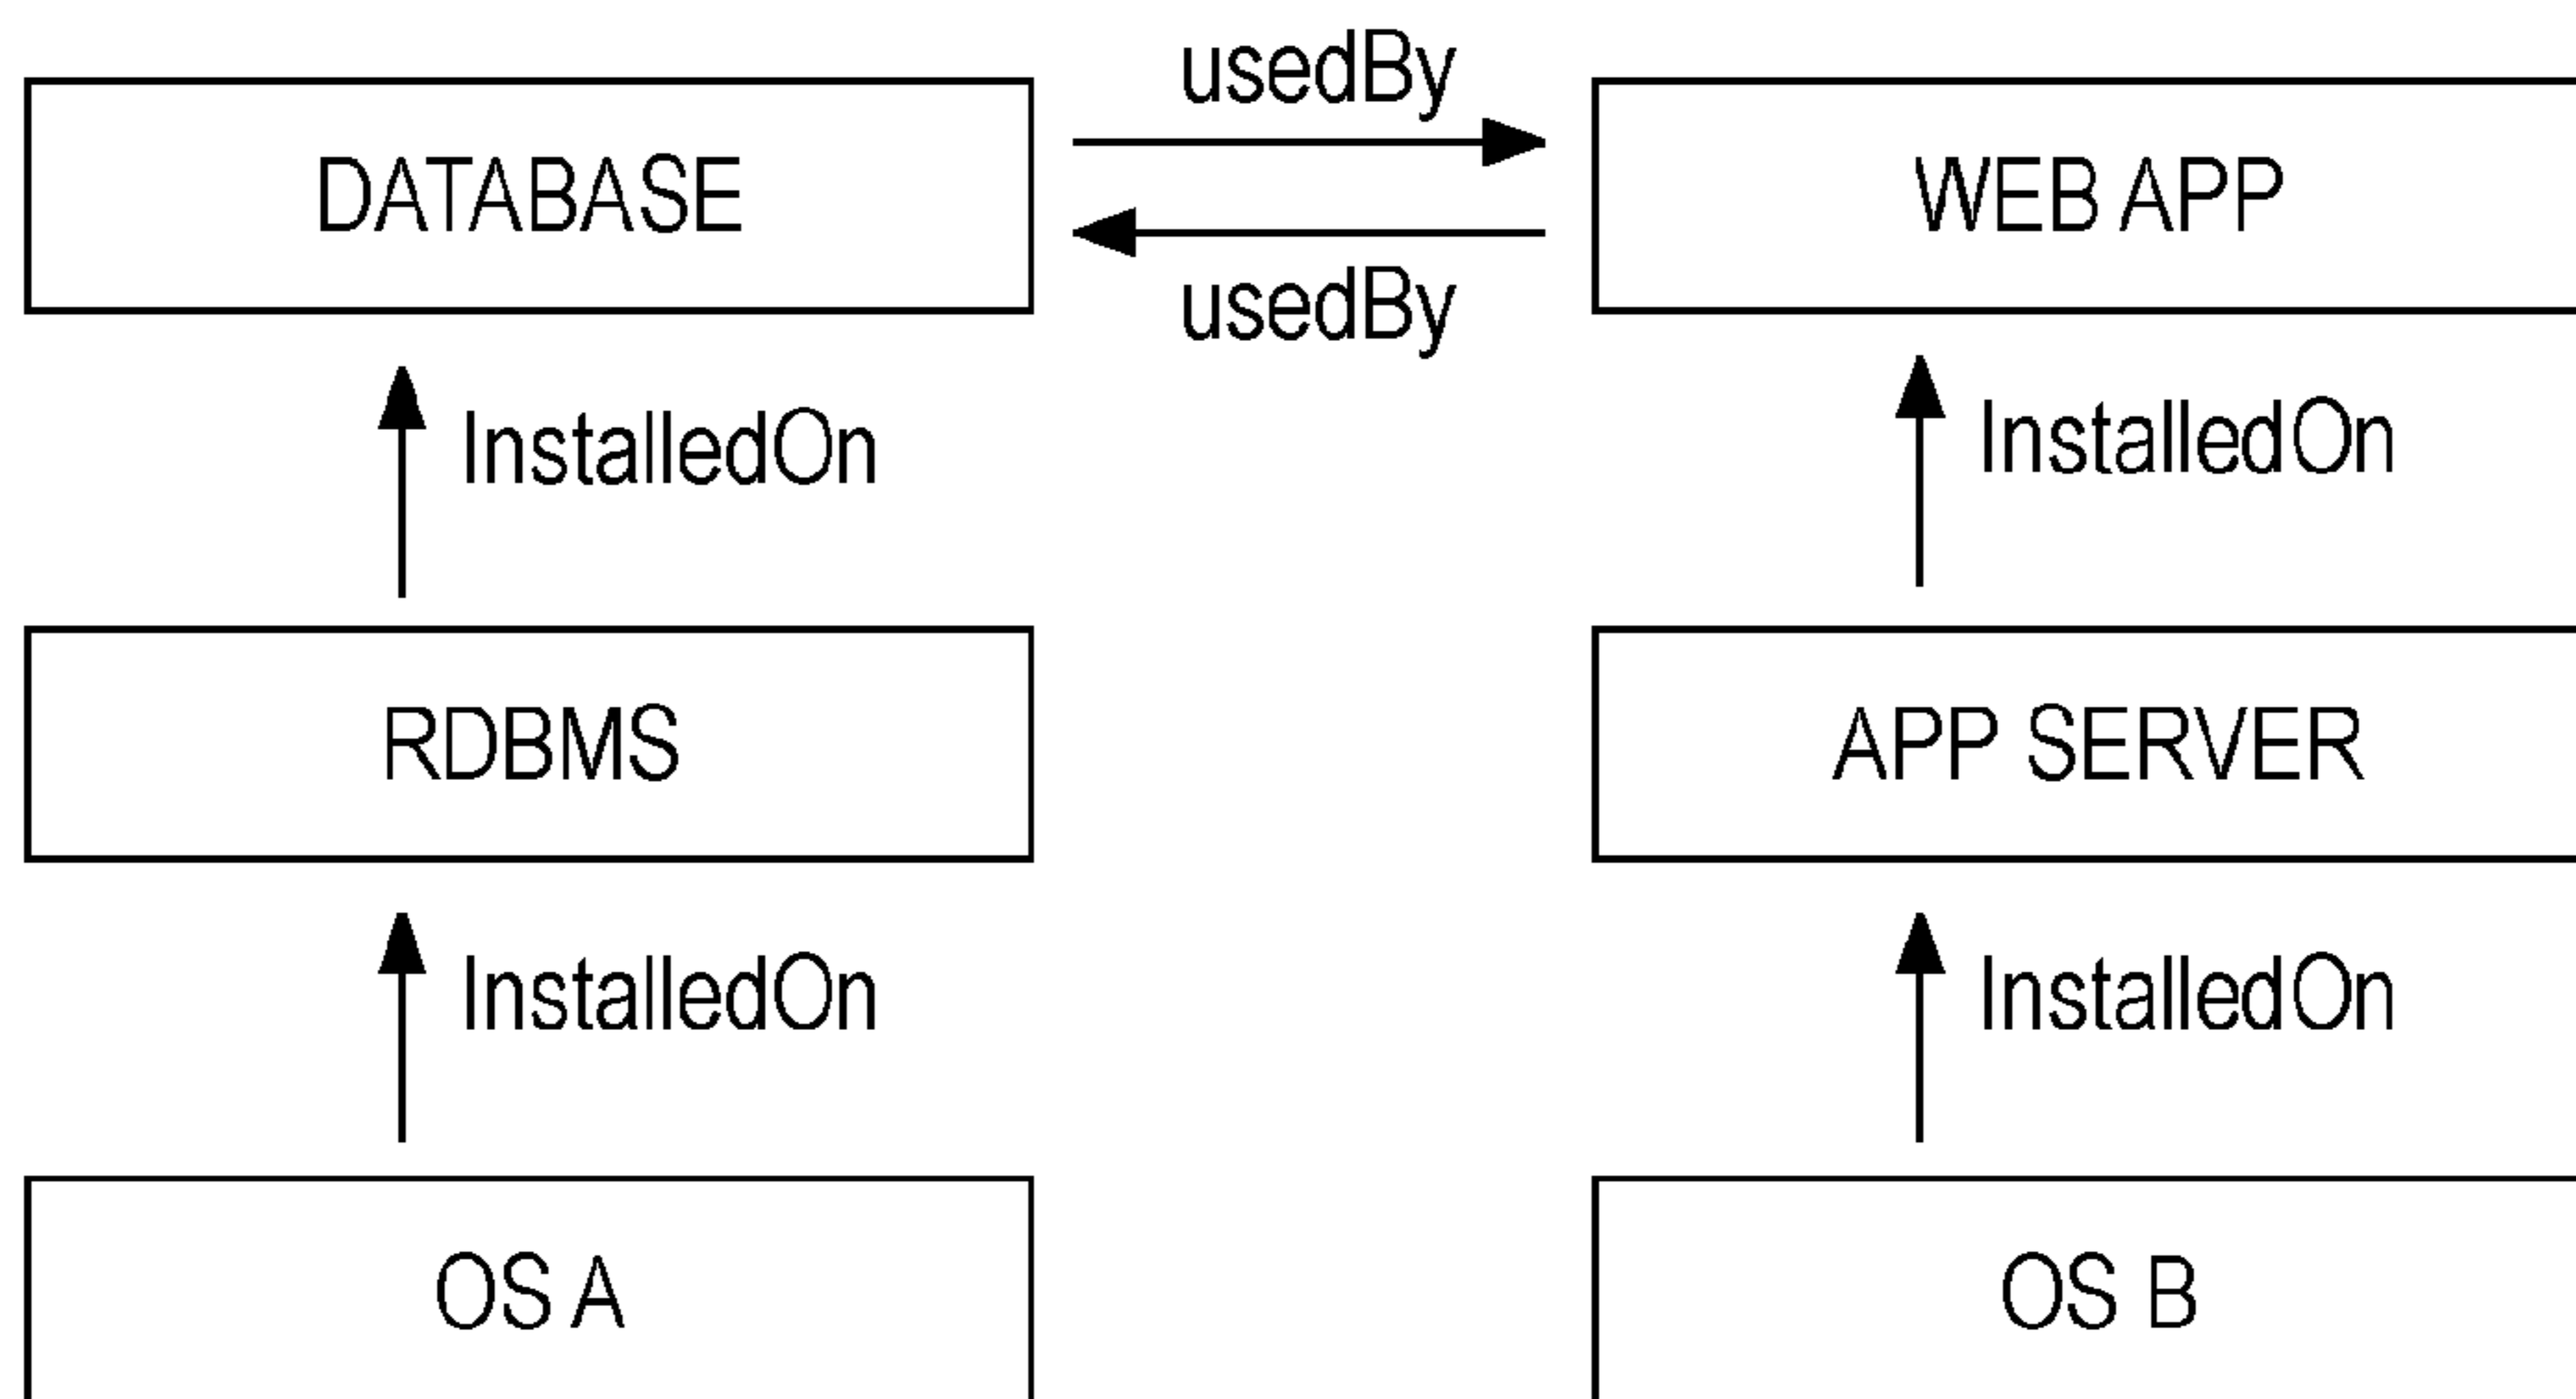 usedBy
DATABASE
WEB APP
usedBy
InstalledOn
InstalledOn
RDBMS
APP SERVER
InstalledOn
InstalledOn
OS A
OS B